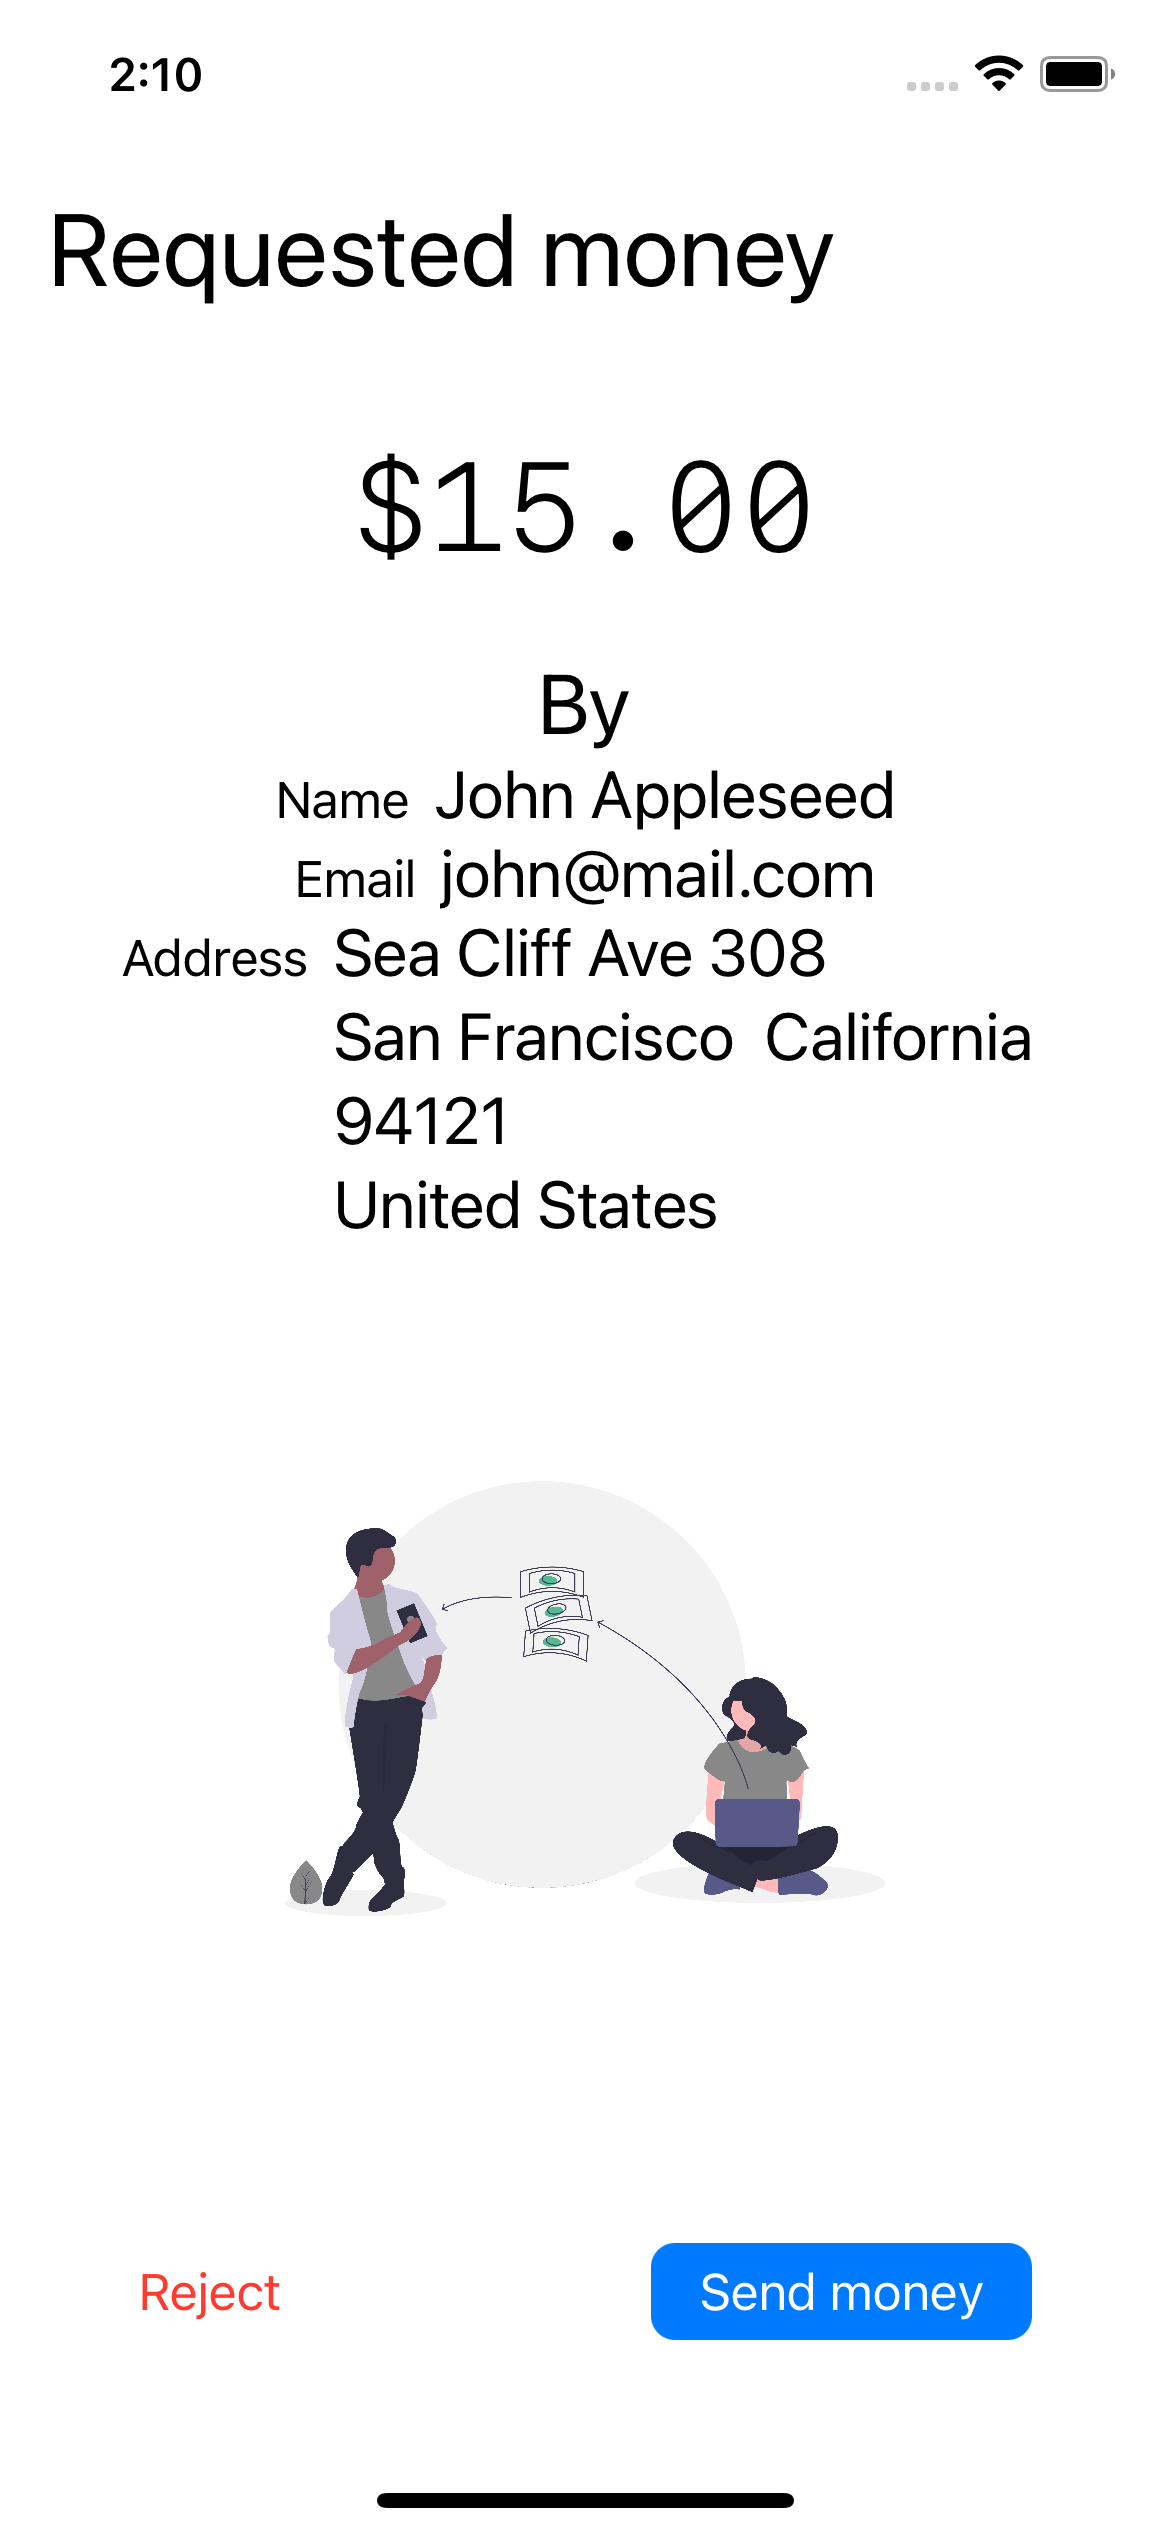 2:10
Requested money
$15.00
By
Name John Appleseed
Email john@mail.com
Address Sea Cliff Ave 308
San Francisco  California
94121
United States
Reject
Send money